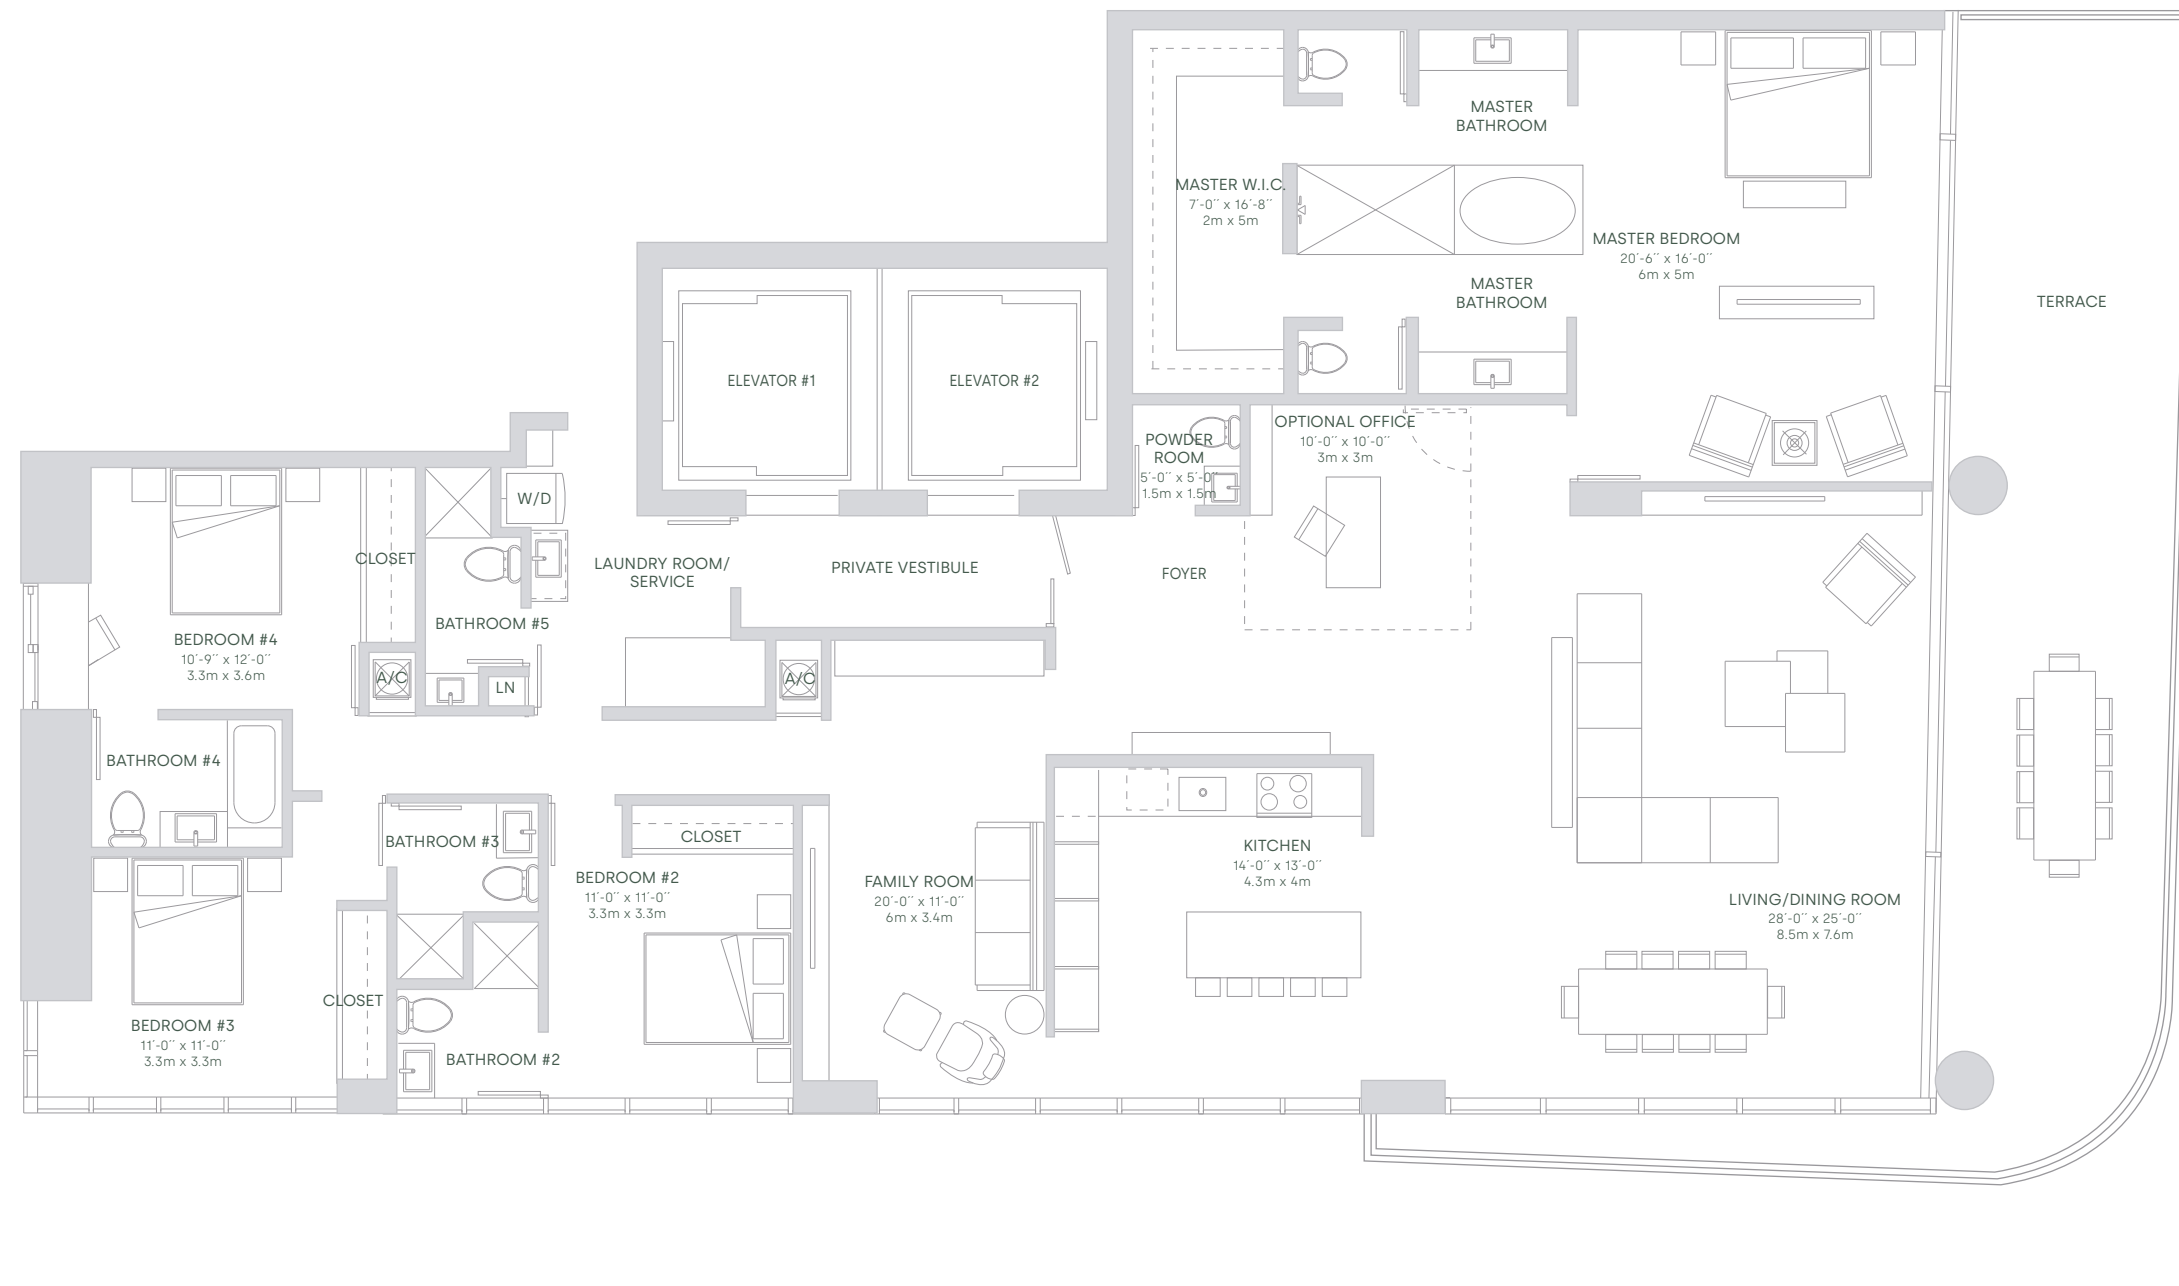 MASTER
BATHROOM
MASTER W.I.C.
7´-0´´ x 16´-8´´
2m x 5m
MASTER BEDROOM
20´-6´´ x 16´-0´´
6m x 5m
MASTER
BATHROOM
TERRACE
ELEVATOR #1
ELEVATOR #2
OPTIONAL OFFICE
10´-0´´ x 10´-0´´
3m x 3m
POWDER
ROOM
5´-0´´ x 5´-0´´
1.5m x 1.5m
W/D
CLOSET
LAUNDRY ROOM/
SERVICE
PRIVATE VESTIBULE
FOYER
BATHROOM #5
BEDROOM #4
10´-9´´ x 12´-0´´
3.3m x 3.6m
A/C
LN
A/C
BATHROOM #4
BATHROOM #3
CLOSET
KITCHEN
14´-0´´ x 13´-0´´
4.3m x 4m
BEDROOM #2
11´-0´´ x 11´-0´´
3.3m x 3.3m
FAMILY ROOM
20´-0´´ x 11´-0´´
6m x 3.4m
LIVING/DINING ROOM
28´-0´´ x 25´-0´´
8.5m x 7.6m
CLOSET
BEDROOM #3
11´-0´´ x 11´-0´´
3.3m x 3.3m
BATHROOM #2